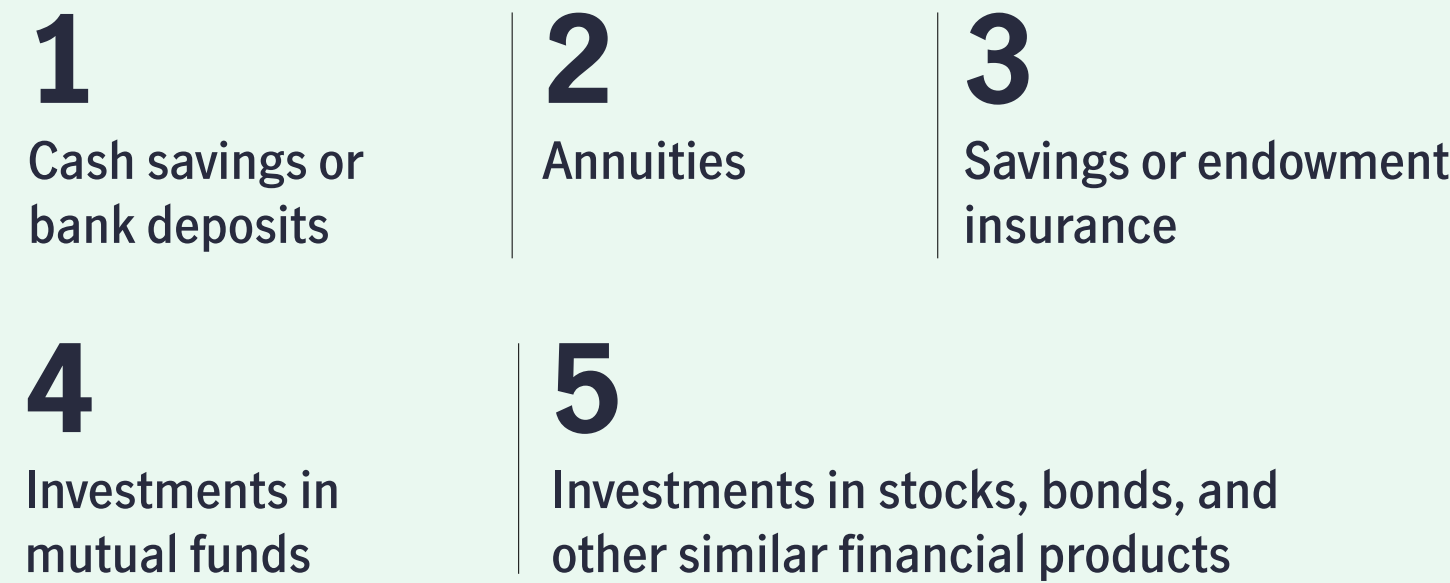 1
Cash savings or
bank deposits
2
Annuities
3
Savings or endowment
insurance
4
Investments in
mutual funds
5
Investments in stocks, bonds, and
other similar financial products